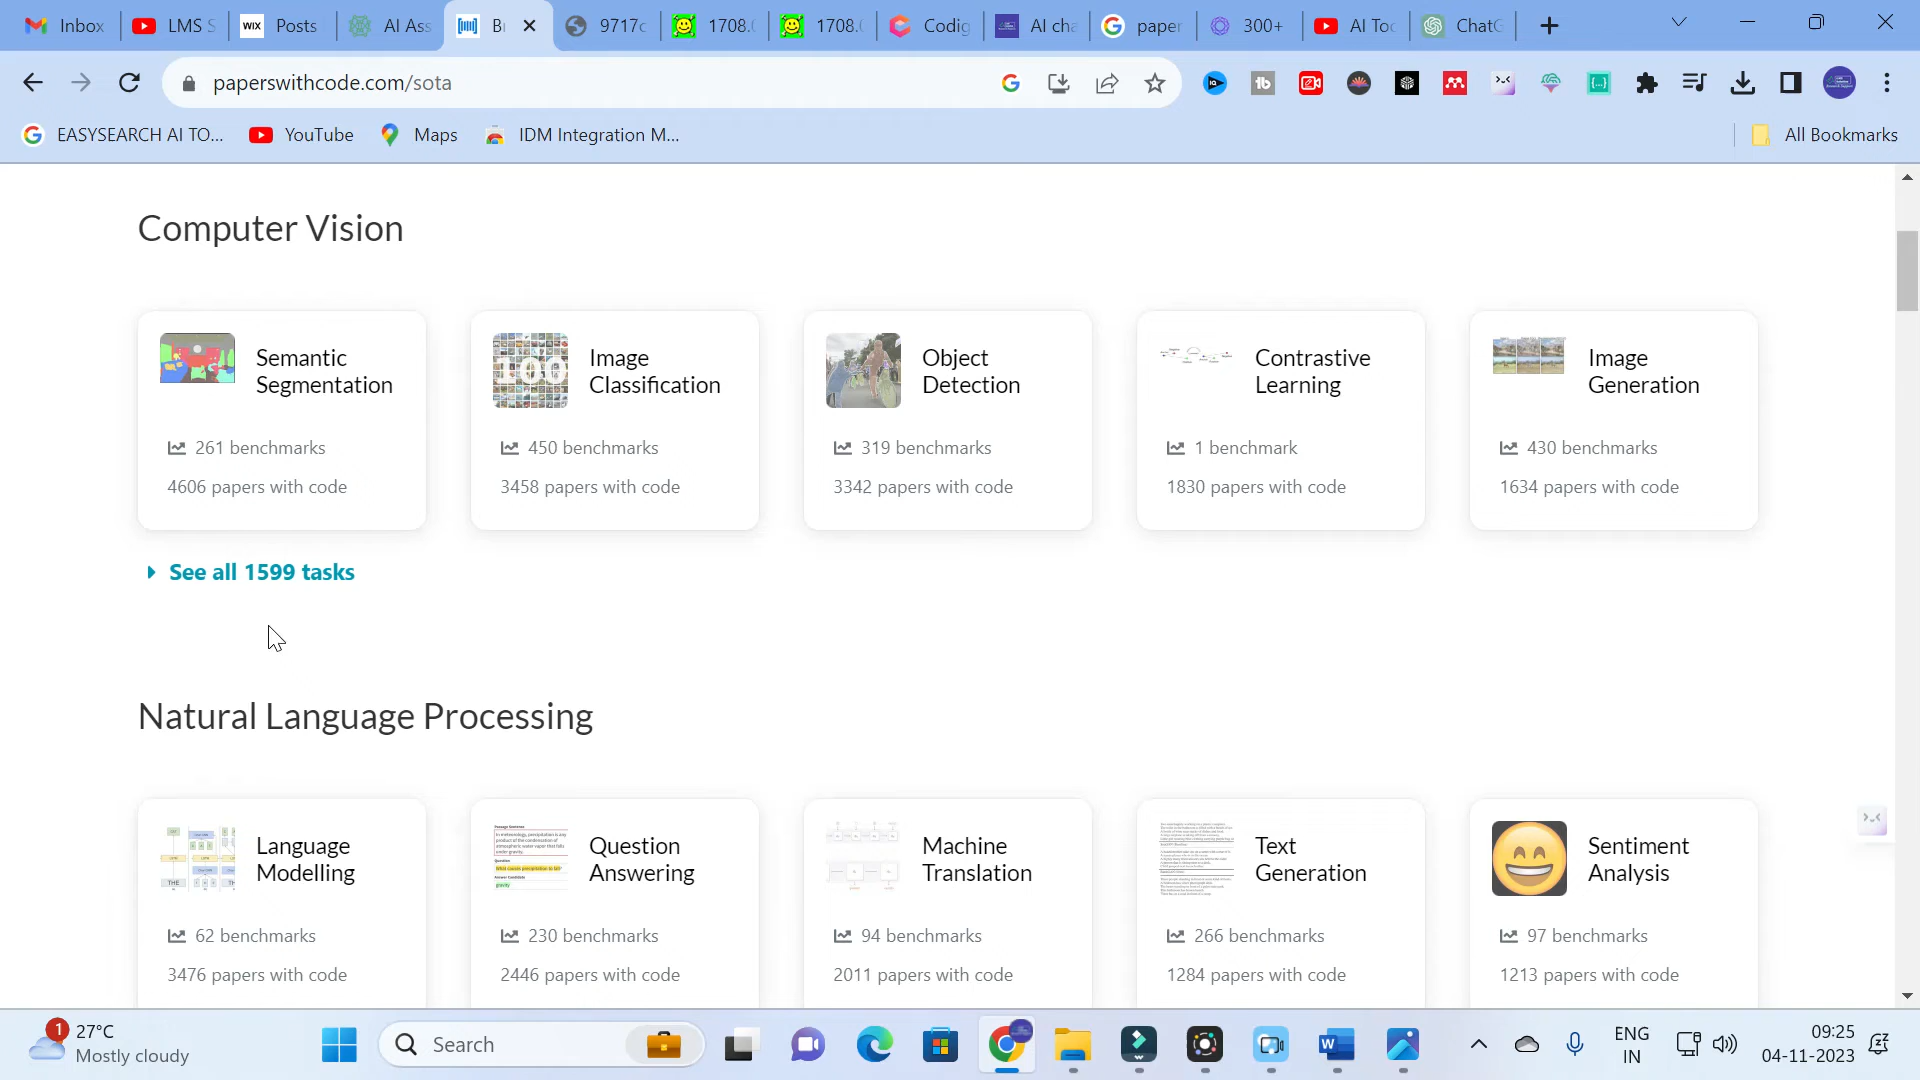 Inbox
LMS S
WIX Posts
AI Ass
B
9717c
1708.
1708.
Codig
AI cha
paper
300+
AI Too
ChatG
paperswithcode.com/sota
EASYSEARCH AI TO...
YouTube
Maps
IDM Integration M...
All Bookmarks
Computer Vision
Semantic
Segmentation
261 benchmarks
4606 papers with code
Image
Classification
450 benchmarks
3458 papers with code
Object
Detection
319 benchmarks
3342 papers with code
Contrastive
Learning
1 benchmark
1830 papers with code
Image
Generation
430 benchmarks
1634 papers with code
See all 1599 tasks
Natural Language Processing
Language
Modelling
62 benchmarks
3476 papers with code
Question
Answering
230 benchmarks
2446 papers with code
Machine
Translation
94 benchmarks
2011 papers with code
Text
Generation
266 benchmarks
1284 papers with code
Sentiment
Analysis
97 benchmarks
1213 papers with code
1
27°C
Mostly cloudy
Search
ENG
IN
09:25
04-11-2023